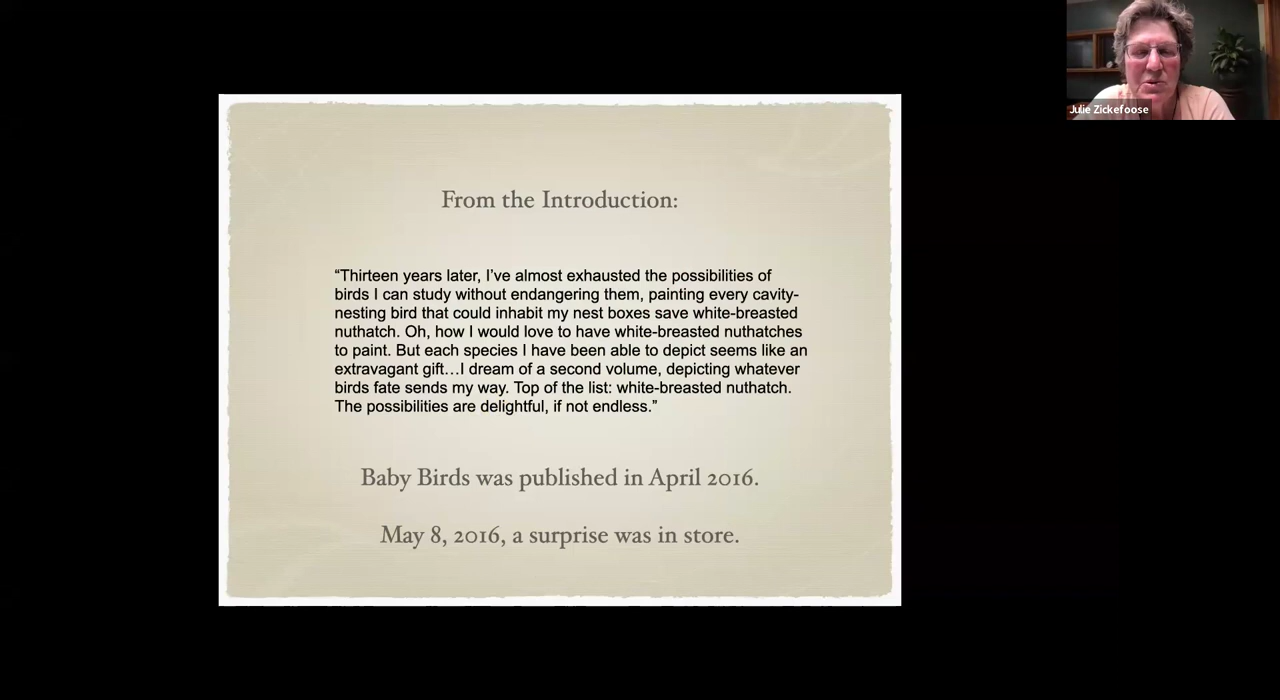 Julie Zickefoose
From the Introduction:
“Thirteen years later, I’ve almost exhausted the possibilities of
birds I can study without endangering them, painting every cavity-
nesting bird that could inhabit my nest boxes save white-breasted
nuthatch. Oh, how I would love to have white-breasted nuthatches
to paint. But each species I have been able to depict seems like an
extravagant gift…I dream of a second volume, depicting whatever
birds fate sends my way. Top of the list: white-breasted nuthatch.
The possibilities are delightful, if not endless.”
Baby Birds was published in April 2016.
May 8, 2016, a surprise was in store.